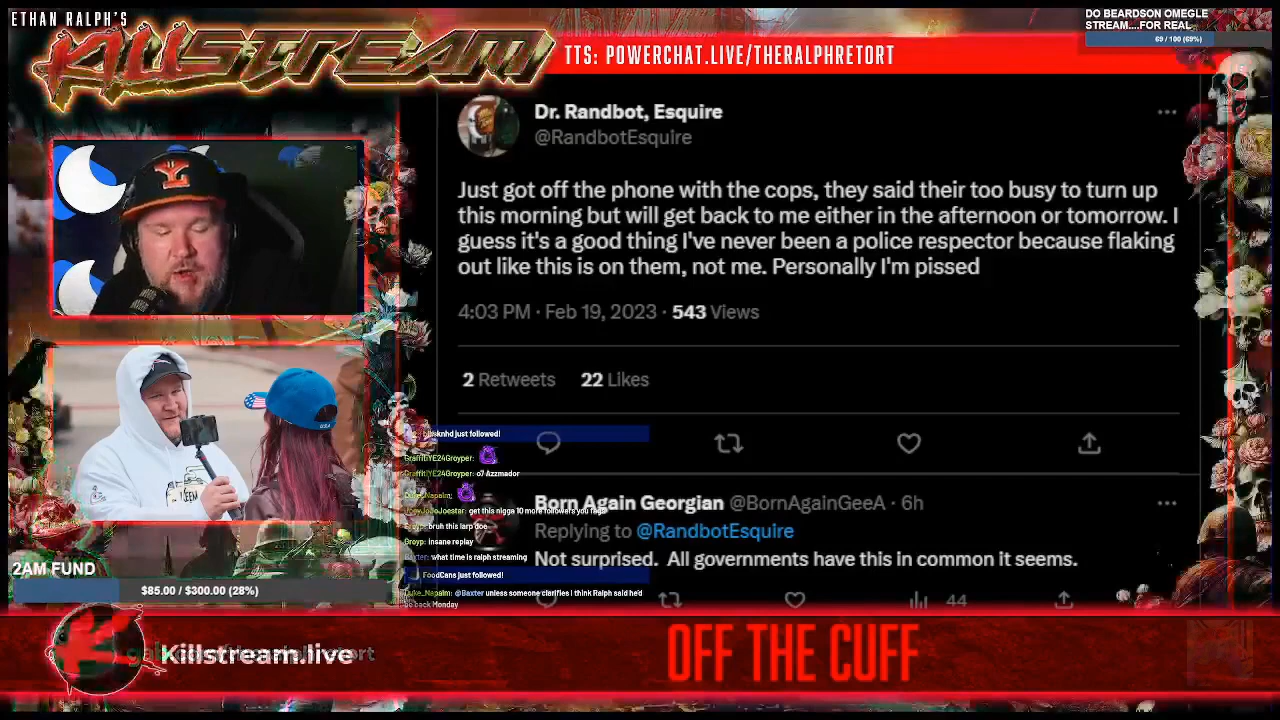 ETHAN RALPH'S
KILLSTREAM
TTS: POWERCHAT.LIVE/THERALPHRETORT
DO BEARDSON OMEGLE
STREAM....FOR REAL
69 / 100 (69%)
Dr. Randbot, Esquire
@RandbotEsquire
Just got off the phone with the cops, they said their too busy to turn up
this morning but will get back to me either in the afternoon or tomorrow. I
guess it's a good thing I've never been a police respector because flaking
out like this is on them, not me. Personally I'm pissed
4:03 PM · Feb 19, 2023 · 543 Views
2 Retweets 22 Likes
just followed!
GraffitiYE24Groyper:
GraffitiYE24Groyper: o7 Azzmador
get this nigga 10 more followers you fags
bruh this larp doc
Groyp: insane replay
Baxter: what time is ralph streaming
FoodCans just followed!
Duke_Napalm: @Baxter unless someone clarifies I think Ralph said he'd
be back Monday
Born Again Georgian @BornAgainGeeA · 6h
Replying to @RandbotEsquire
Not surprised. All governments have this in common it seems.
44
2AM FUND
$85.00 / $300.00 (28%)
Killstream.live
OFF THE CUFF